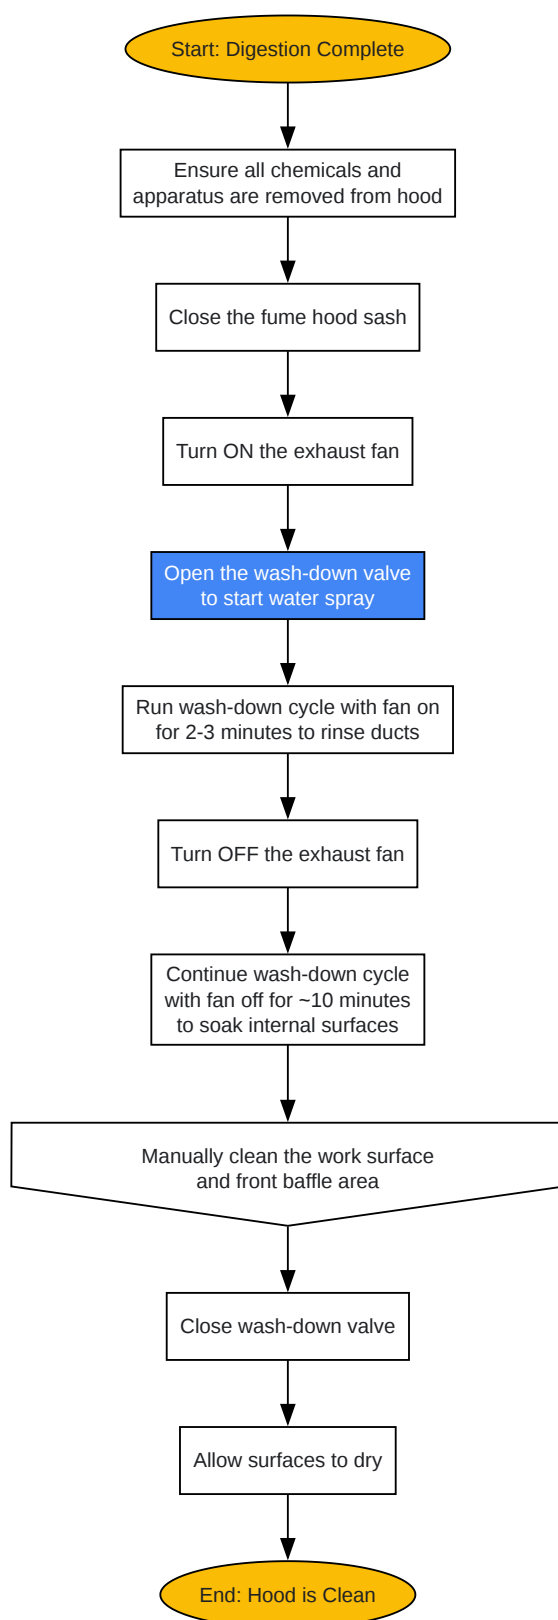 Start: Digestion Complete
Ensure all chemicals and
apparatus are removed from hood
Close the fume hood sash
Turn ON the exhaust fan
Open the wash-down valve
to start water spray
Run wash-down cycle with fan on
for 2-3 minutes to rinse ducts
Turn OFF the exhaust fan
Continue wash-down cycle
with fan off for ~10 minutes
to soak internal surfaces
Manually clean the work surface
and front baffle area
Close wash-down valve
Allow surfaces to dry
End: Hood is Clean